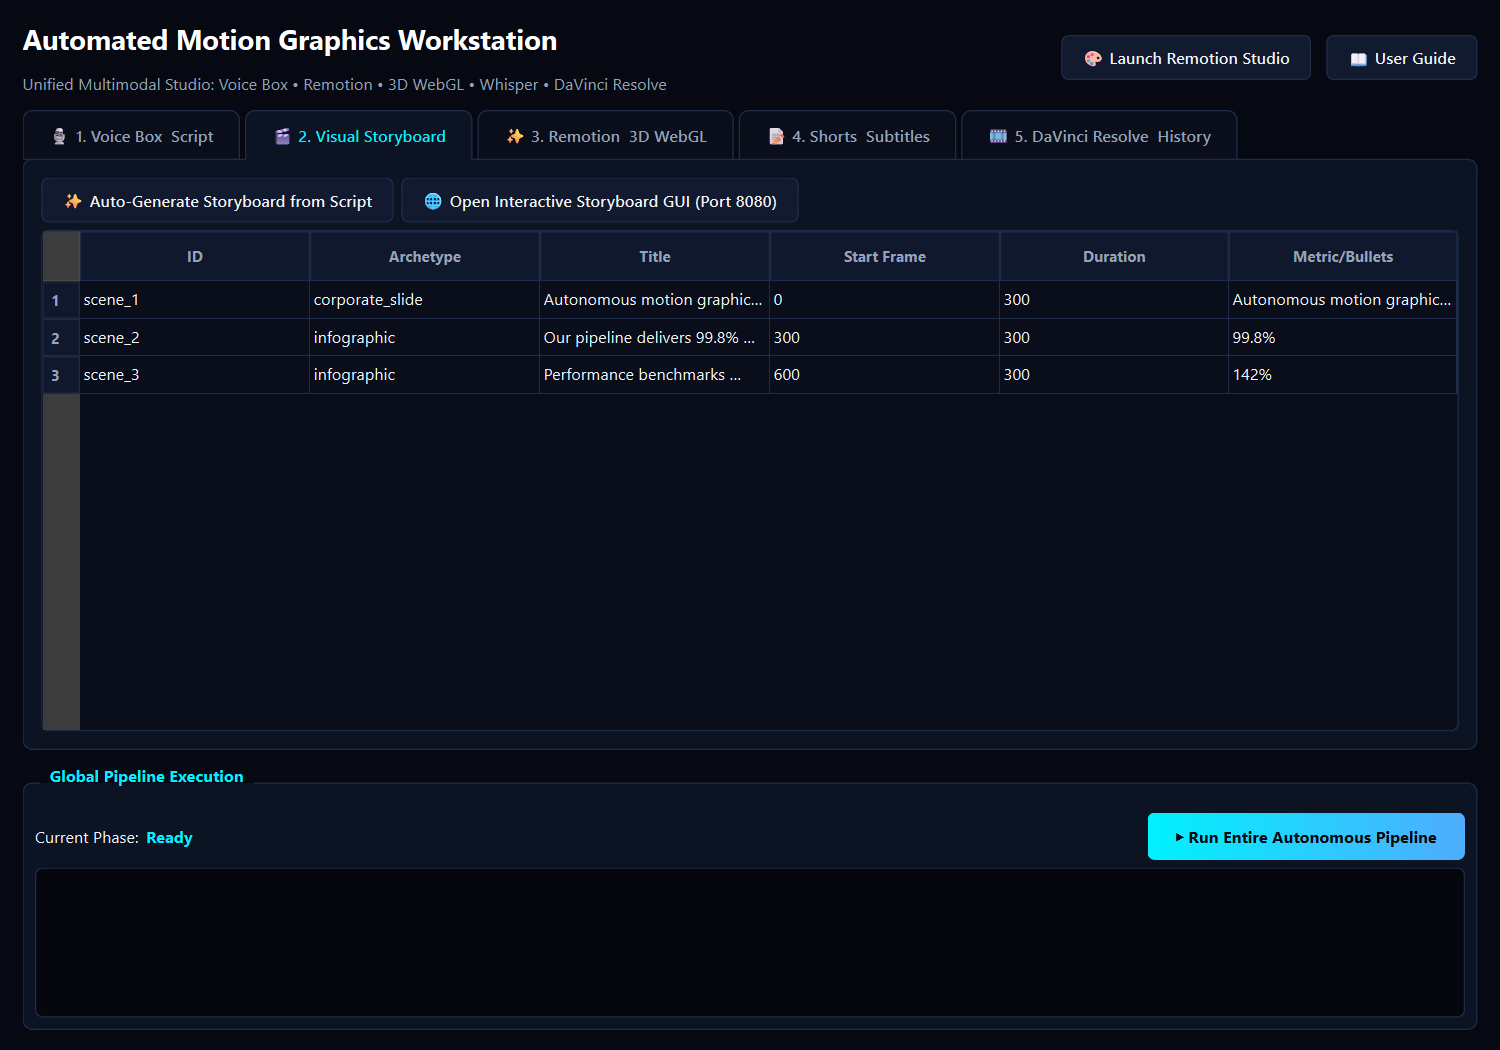 Automated Motion Graphics Workstation
Unified Multimodal Studio: Voice Box • Remotion • 3D WebGL • Whisper • DaVinci Resolve
Launch Remotion Studio
User Guide
1. Voice Box  Script
2. Visual Storyboard
3. Remotion  3D WebGL
4. Shorts  Subtitles
5. DaVinci Resolve  History
Auto-Generate Storyboard from Script
Open Interactive Storyboard GUI (Port 8080)
ID Archetype Title Start Frame Duration Metric/Bullets
1 scene_1 corporate_slide Autonomous motion graphic... 0 300 Autonomous motion graphic...
2 scene_2 infographic Our pipeline delivers 99.8% ... 300 300 99.8%
3 scene_3 infographic Performance benchmarks ... 600 300 142%
Global Pipeline Execution
Current Phase: Ready
Run Entire Autonomous Pipeline